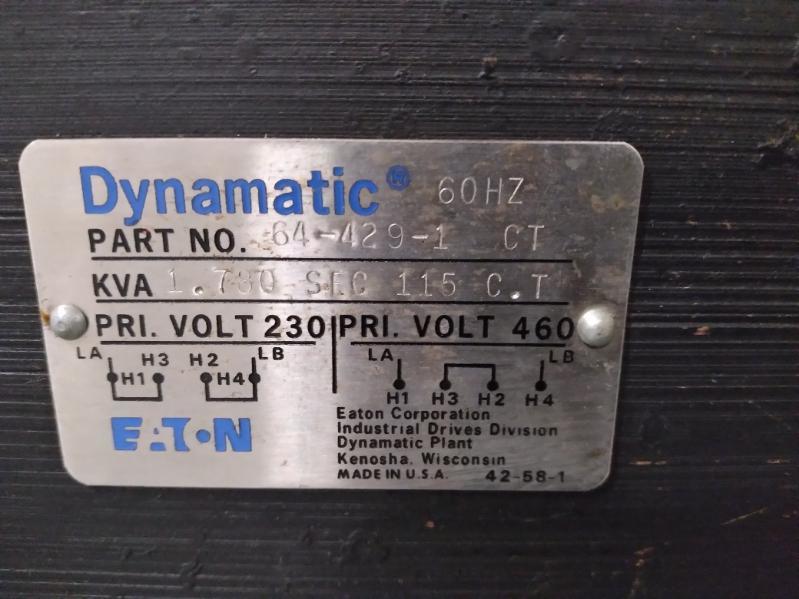 Dynamatic® 60HZ
PART NO. 64-429-1 CT
KVA 1.780 SEC 115 C.T
PRI. VOLT 230 PRI. VOLT 460
LA H3 H2 LB
H1 H4
LA LB
H1 H3 H2 H4
EATON
Eaton Corporation
Industrial Drives Division
Dynamatic Plant
Kenosha, Wisconsin
MADE IN U.S.A. 42-58-1